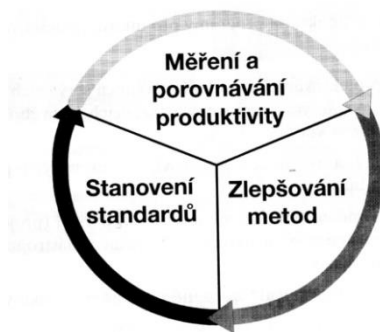 Měření a
porovnávání
produktivity
Stanovení
standardů
Zlepšování
metod